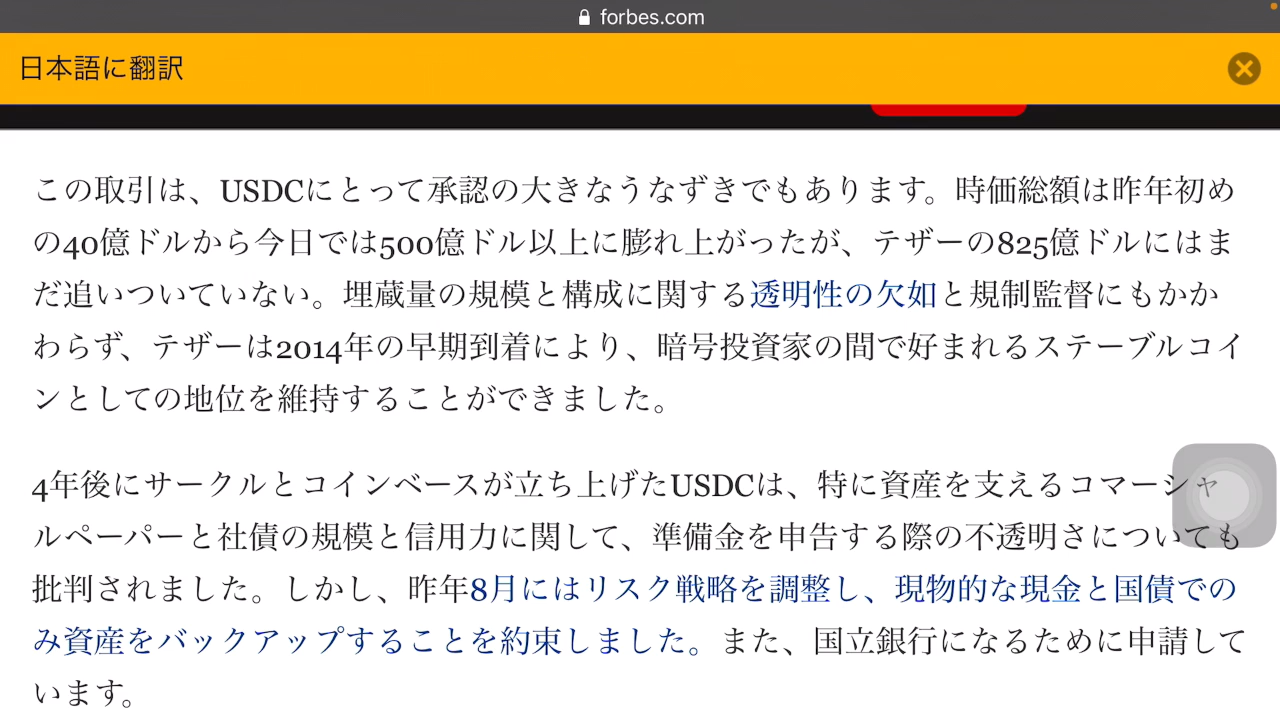 forbes.com
日本語に翻訳
この取引は、USDCにとって承認の大きなうなずきでもあります。時価総額は昨年初め
の40億ドルから今日では500億ドル以上に膨れ上がったが、テザーの825億ドルにはま
だ追いついていない。埋蔵量の規模と構成に関する透明性の欠如と規制監督にもかか
わらず、テザーは2014年の早期到着により、暗号投資家の間で好まれるステーブルコイ
ンとしての地位を維持することができました。
4年後にサークルとコインベースが立ち上げたUSDCは、特に資産を支えるコマーシャ
ルペーパーと社債の規模と信用力に関して、準備金を申告する際の不透明さについても
批判されました。しかし、昨年8月にはリスク戦略を調整し、現物的な現金と国債での
み資産をバックアップすることを約束しました。また、国立銀行になるために申請して
います。